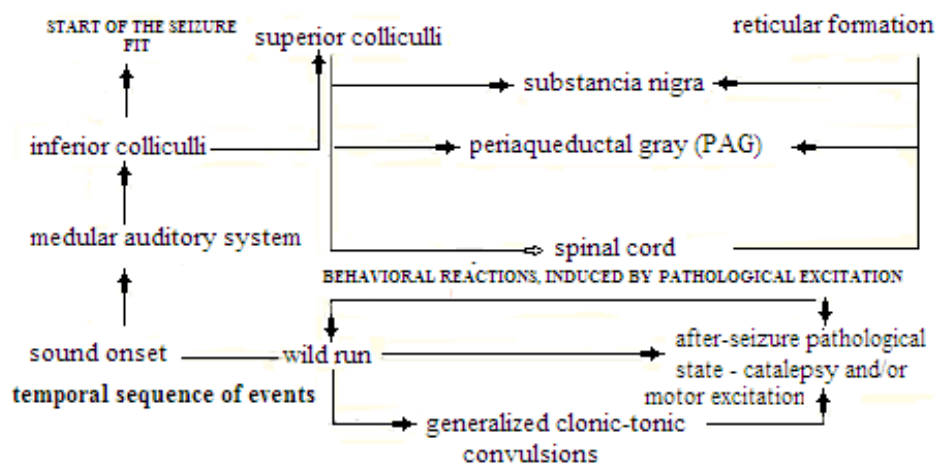 START OF THE SEIZURE
FIT
superior colliculli
reticular formation
substancia nigra
inferior colliculli
periaqueductal gray (PAG)
medular auditory system
spinal cord
BEHAVIORAL REACTIONS, INDUCED BY PATHOLOGICAL EXCITATION
sound onset
wild run
after-seizure pathological
state - catalepsy and/or
motor excitation
temporal sequence of events
generalized clonic-tonic
convulsions